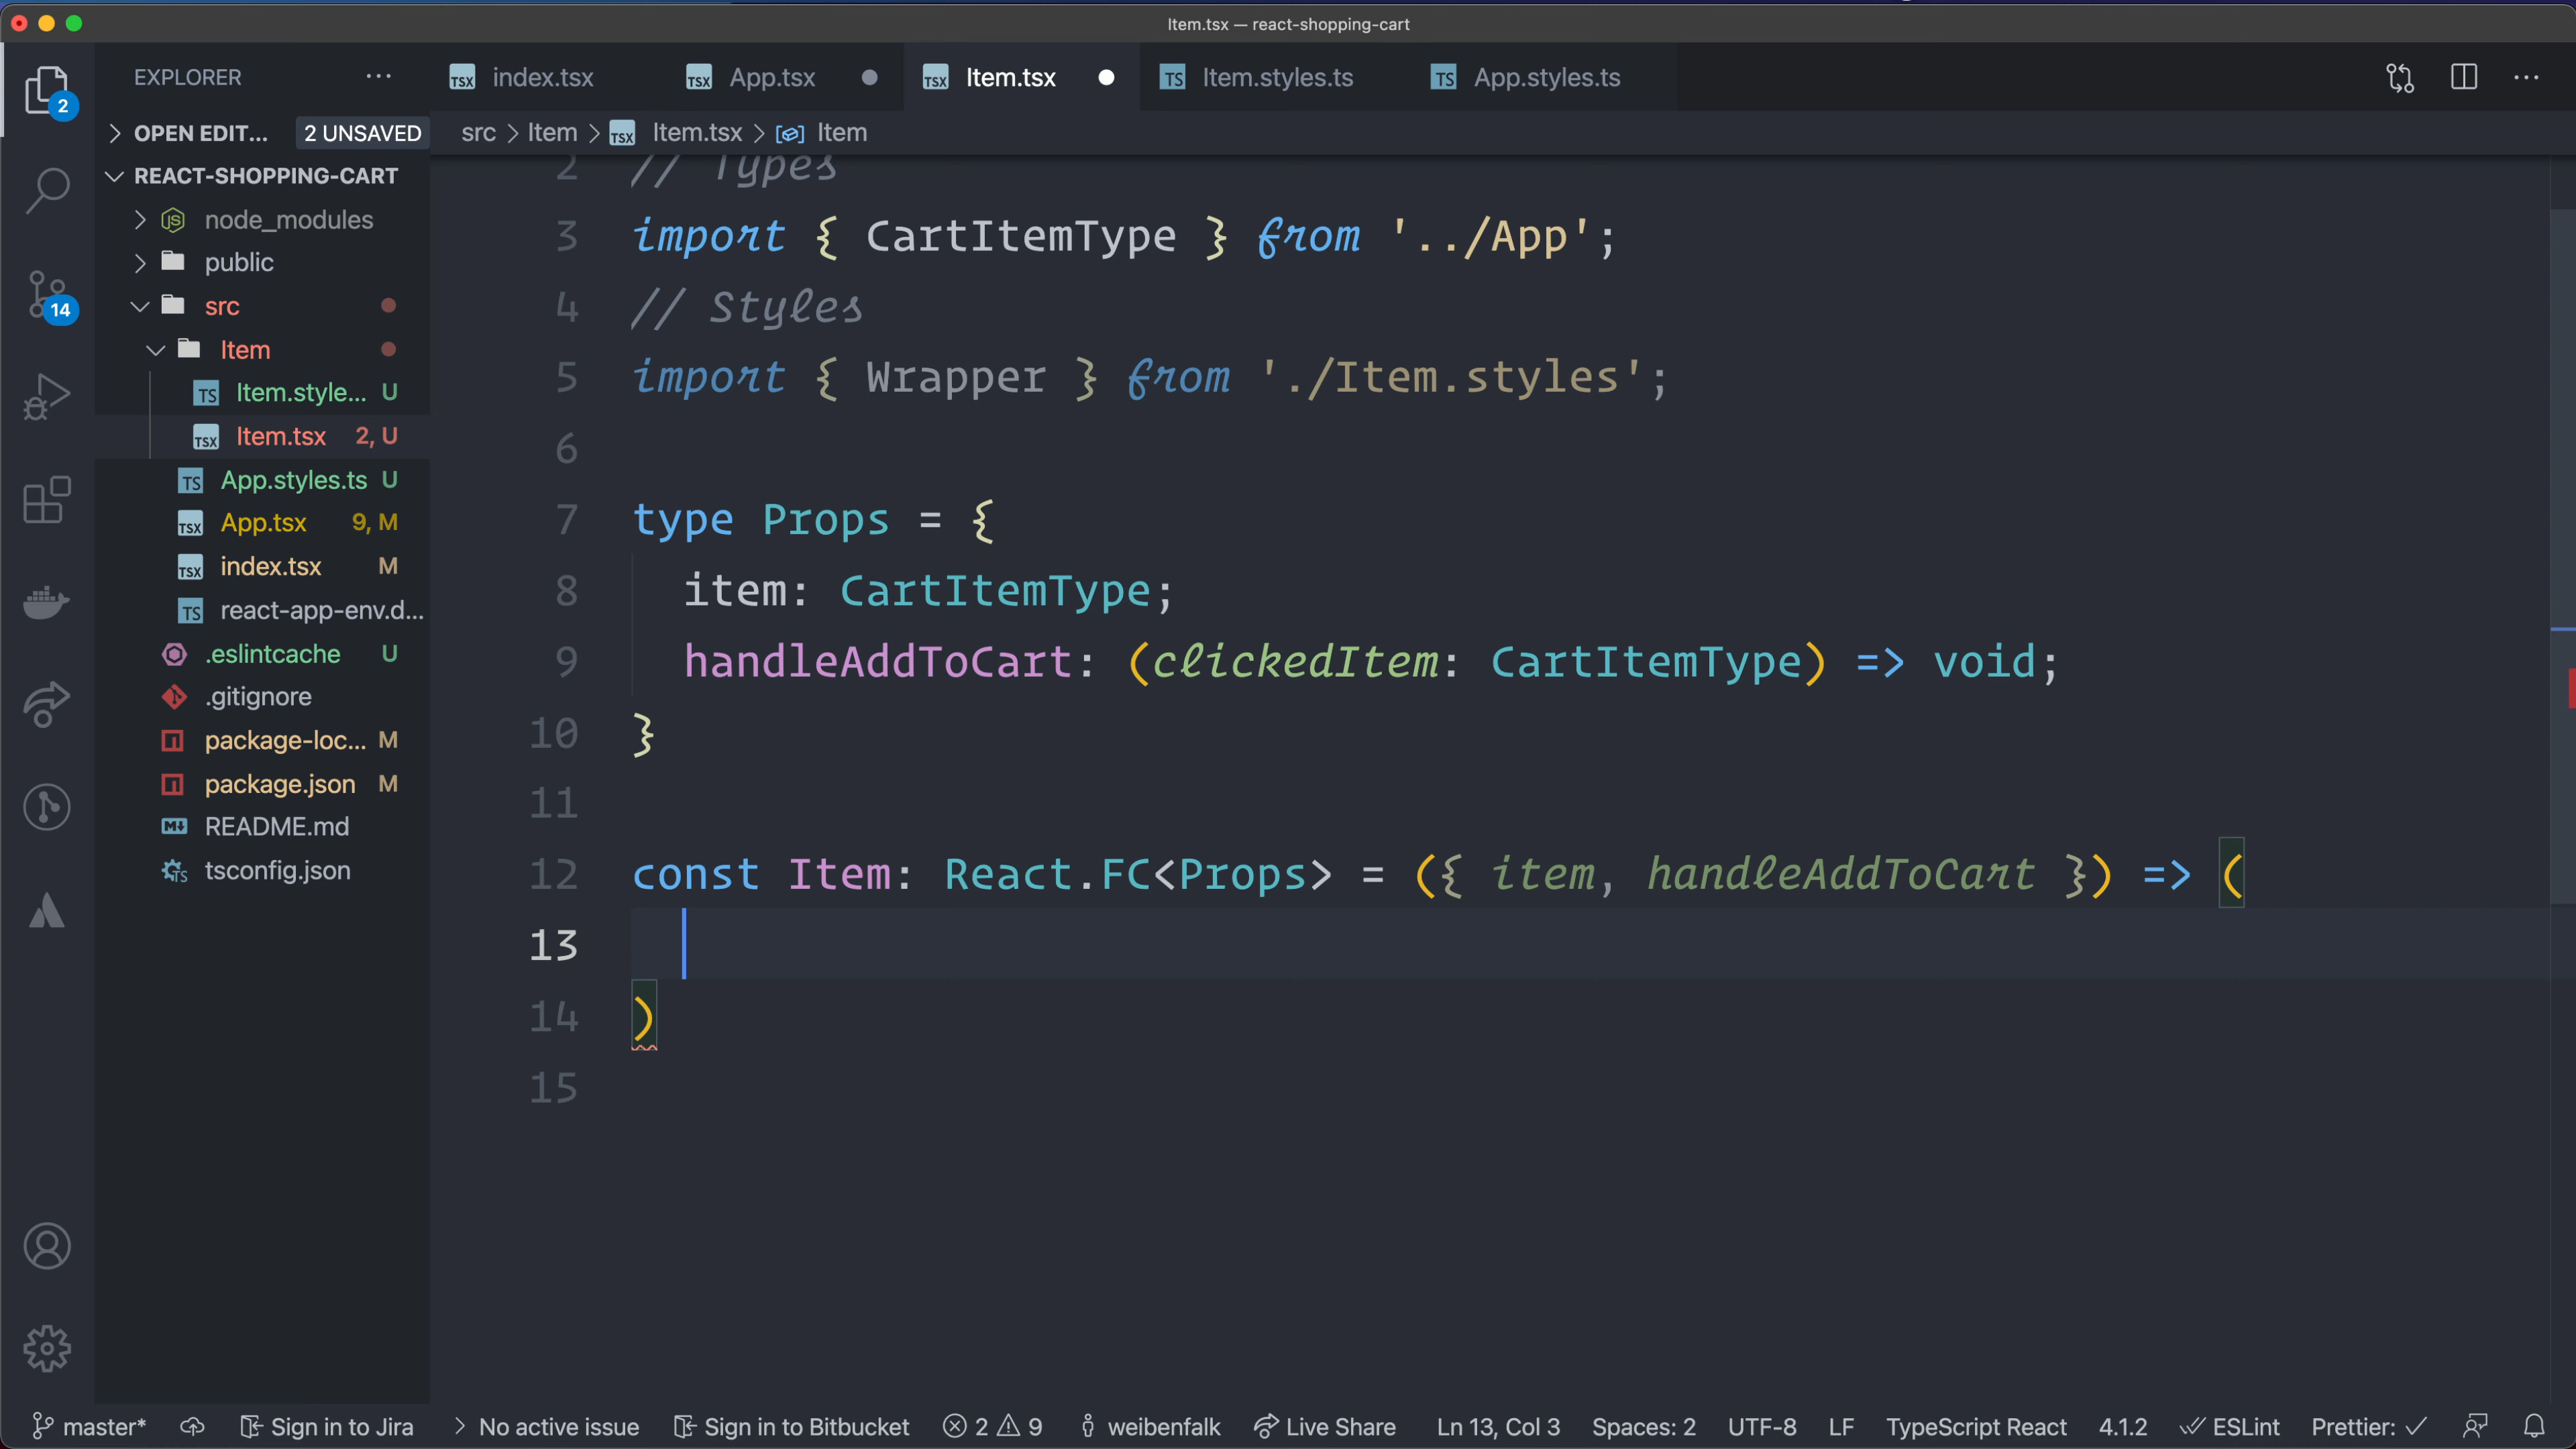 Item.tsx — react-shopping-cart
EXPLORER
index.tsx
App.tsx
Item.tsx
Item.styles.ts
App.styles.ts
2
14
OPEN EDIT... 2 UNSAVED
REACT-SHOPPING-CART
node_modules
public
src
Item
Item.style... U
Item.tsx 2, U
App.styles.ts U
App.tsx 9, M
index.tsx M
react-app-env.d...
.eslintcache U
.gitignore
package-loc... M
package.json M
README.md
tsconfig.json
src > Item > Item.tsx > Item
2 // Types
3 import { CartItemType } from '../App';
4 // Styles
5 import { Wrapper } from './Item.styles';
6
7 type Props = {
8 item: CartItemType;
9 handleAddToCart: (clickedItem: CartItemType) => void;
10 }
11
12 const Item: React.FC<Props> = ({ item, handleAddToCart }) => (
13
14 )
15
master* Sign in to Jira > No active issue Sign in to Bitbucket 2 9 weibenfalk Live Share Ln 13, Col 3 Spaces: 2 UTF-8 LF TypeScript React 4.1.2 ESLint Prettier: ✓